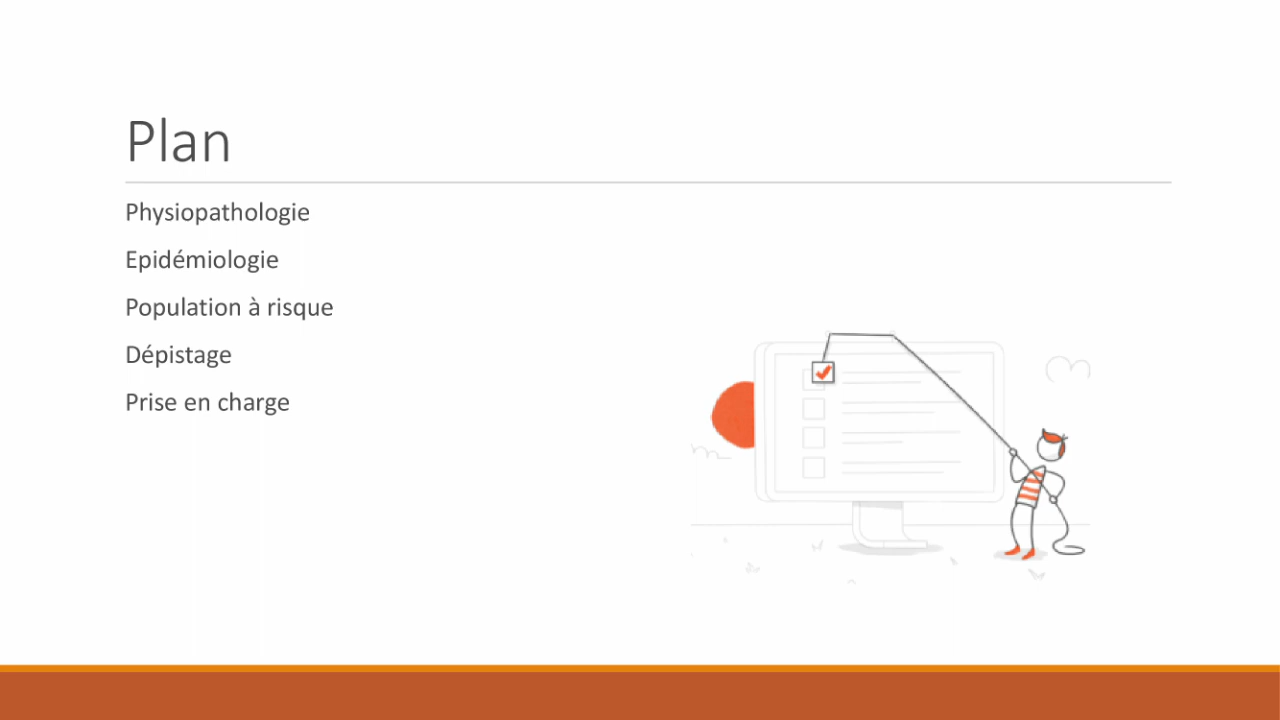 Plan
Physiopathologie
Epidémiologie
Population à risque
Dépistage
Prise en charge